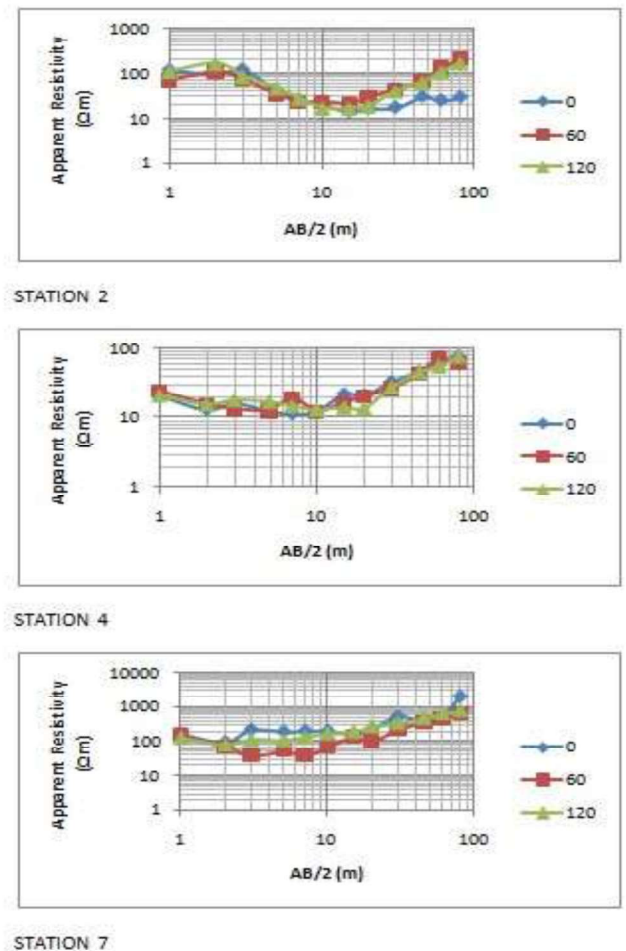 1000
100
10
1
Apparent Resistivity
(Ωm)
1 10 100
AB/2 (m)
0
60
120
STATION 2
100
10
1
Apparent Resistivity
(Ωm)
1 10 100
AB/2 (m)
0
60
120
STATION 4
10000
1000
100
10
1
Apparent Resistivity
(Ωm)
1 10 100
AB/2 (m)
0
60
120
STATION 7